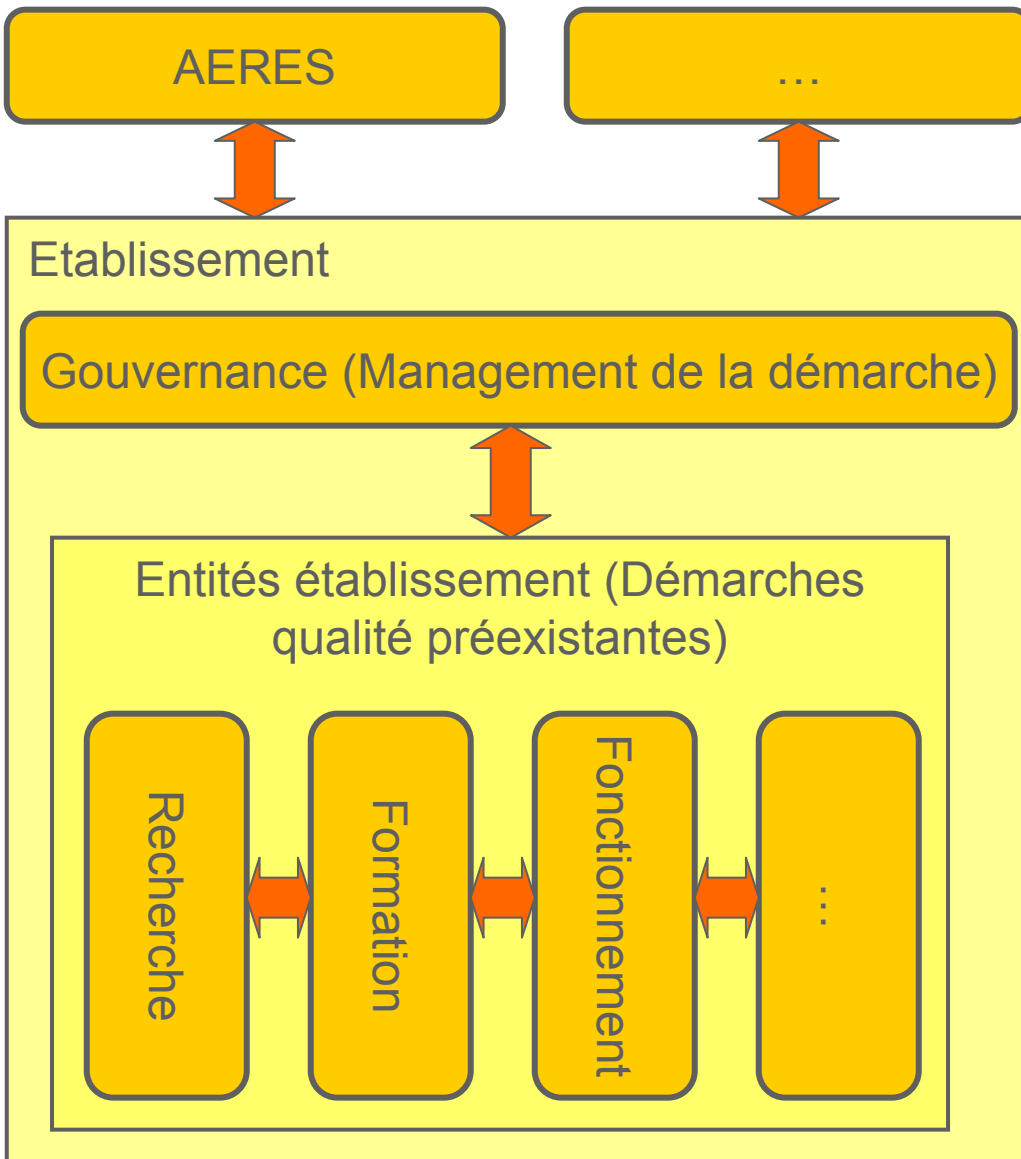 AERES
…
Etablissement
Gouvernance (Management de la démarche)
Entités établissement (Démarches
qualité préexistantes)
Recherche
Formation
Fonctionnement
…